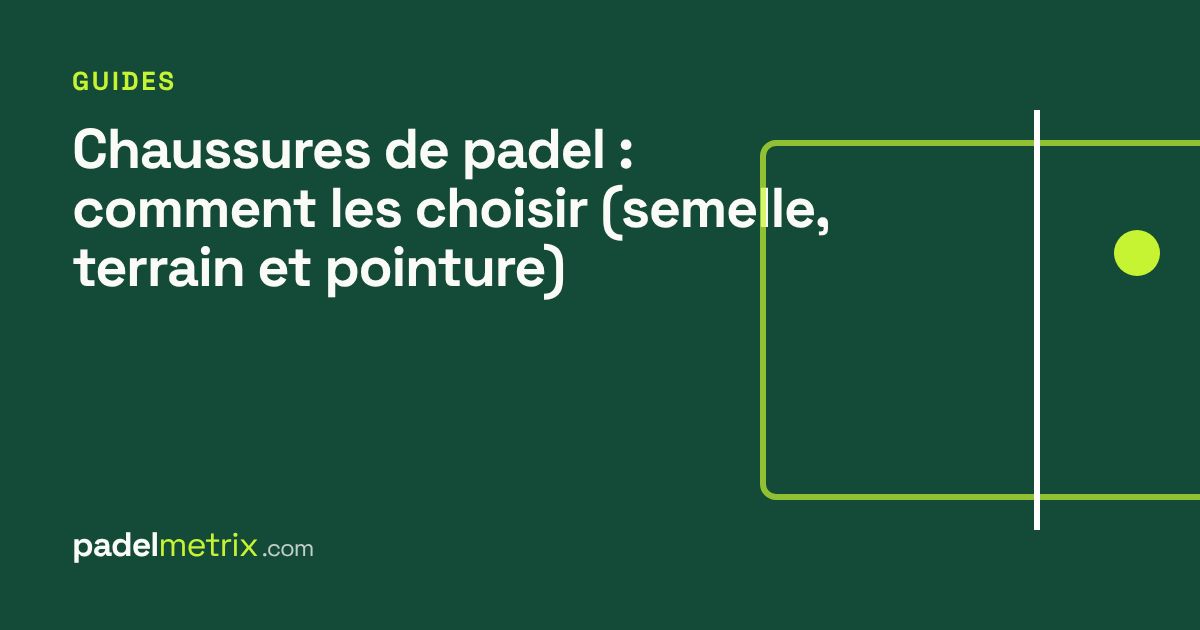 GUIDES
Chaussures de padel :
comment les choisir (semelle,
terrain et pointure)
padelmetrix.com